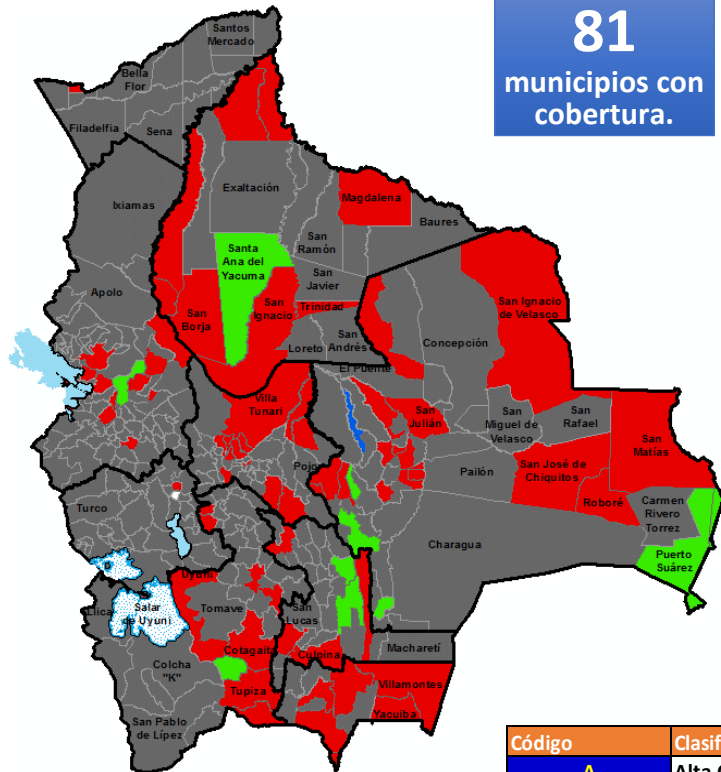 81
municipios con
cobertura.
Santos
Mercado
Bella
Flor
Filadelfia
Sena
Ixiamas
Exaltación
Magdalena
Baures
San
Ramón
Santa
Ana del
Yacuma
San
Javier
Apolo
San
Borja
San
Ignacio
Trinidad
San Ignacio
de Velasco
Loreto
San
Andrés
Concepción
El Puente
Villa
Tunari
San
Julián
San
Miguel de
Velasco
San
Rafael
San
Matías
Pojo
Pailón
San José de
Chiquitos
Roboré
Carmen
Rivero
Torrez
Turco
Charagua
Puerto
Suárez
Uyuni
Llica
Salar
de Uyuni
Tomave
San
Lucas
Cotagaita
Culpina
Macharetí
Colcha
"K"
Tupiza
Villamontes
Yacuiba
San Pablo
de Lípez
Código
Clasif
A
Alta